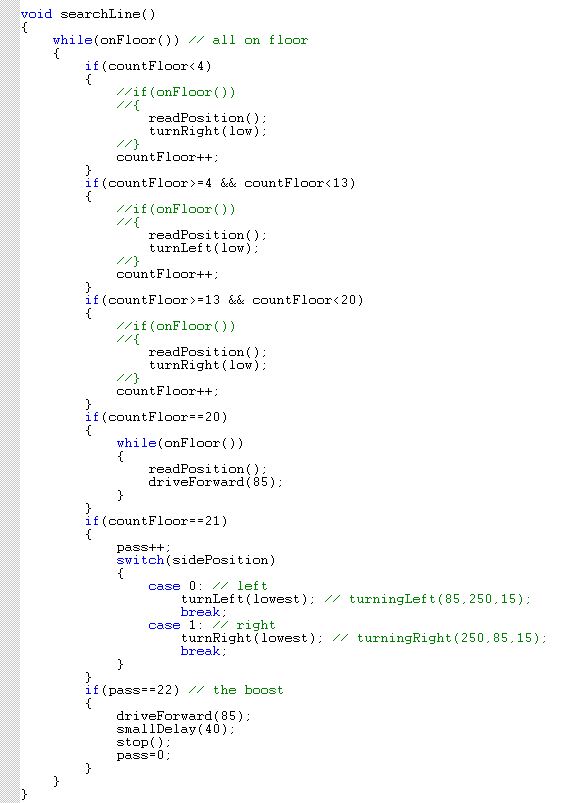 void searchLine()
{
    while(onFloor()) // all on floor
    {
        if(countFloor<4)
        {
            //if(onFloor())
            //{
                readPosition();
                turnRight(low);
            //}
            countFloor++;
        }
        if(countFloor>=4 && countFloor<13)
        {
            //if(onFloor())
            //{
                readPosition();
                turnLeft(low);
            //}
            countFloor++;
        }
        if(countFloor>=13 && countFloor<20)
        {
            //if(onFloor())
            //{
                readPosition();
                turnRight(low);
            //}
            countFloor++;
        }
        if(countFloor==20)
        {
            while(onFloor())
            {
                readPosition();
                driveForward(85);
            }
        }
        if(countFloor==21)
        {
            pass++;
            switch(sidePosition)
            {
                case 0: // left
                    turnLeft(lowest); // turningLeft(85,250,15);
                    break;
                case 1: // right
                    turnRight(lowest); // turningRight(250,85,15);
                    break;
            }
        }
        if(pass==22) // the boost
        {
            driveForward(85);
            smallDelay(40);
            stop();
            pass=0;
        }
    }
}